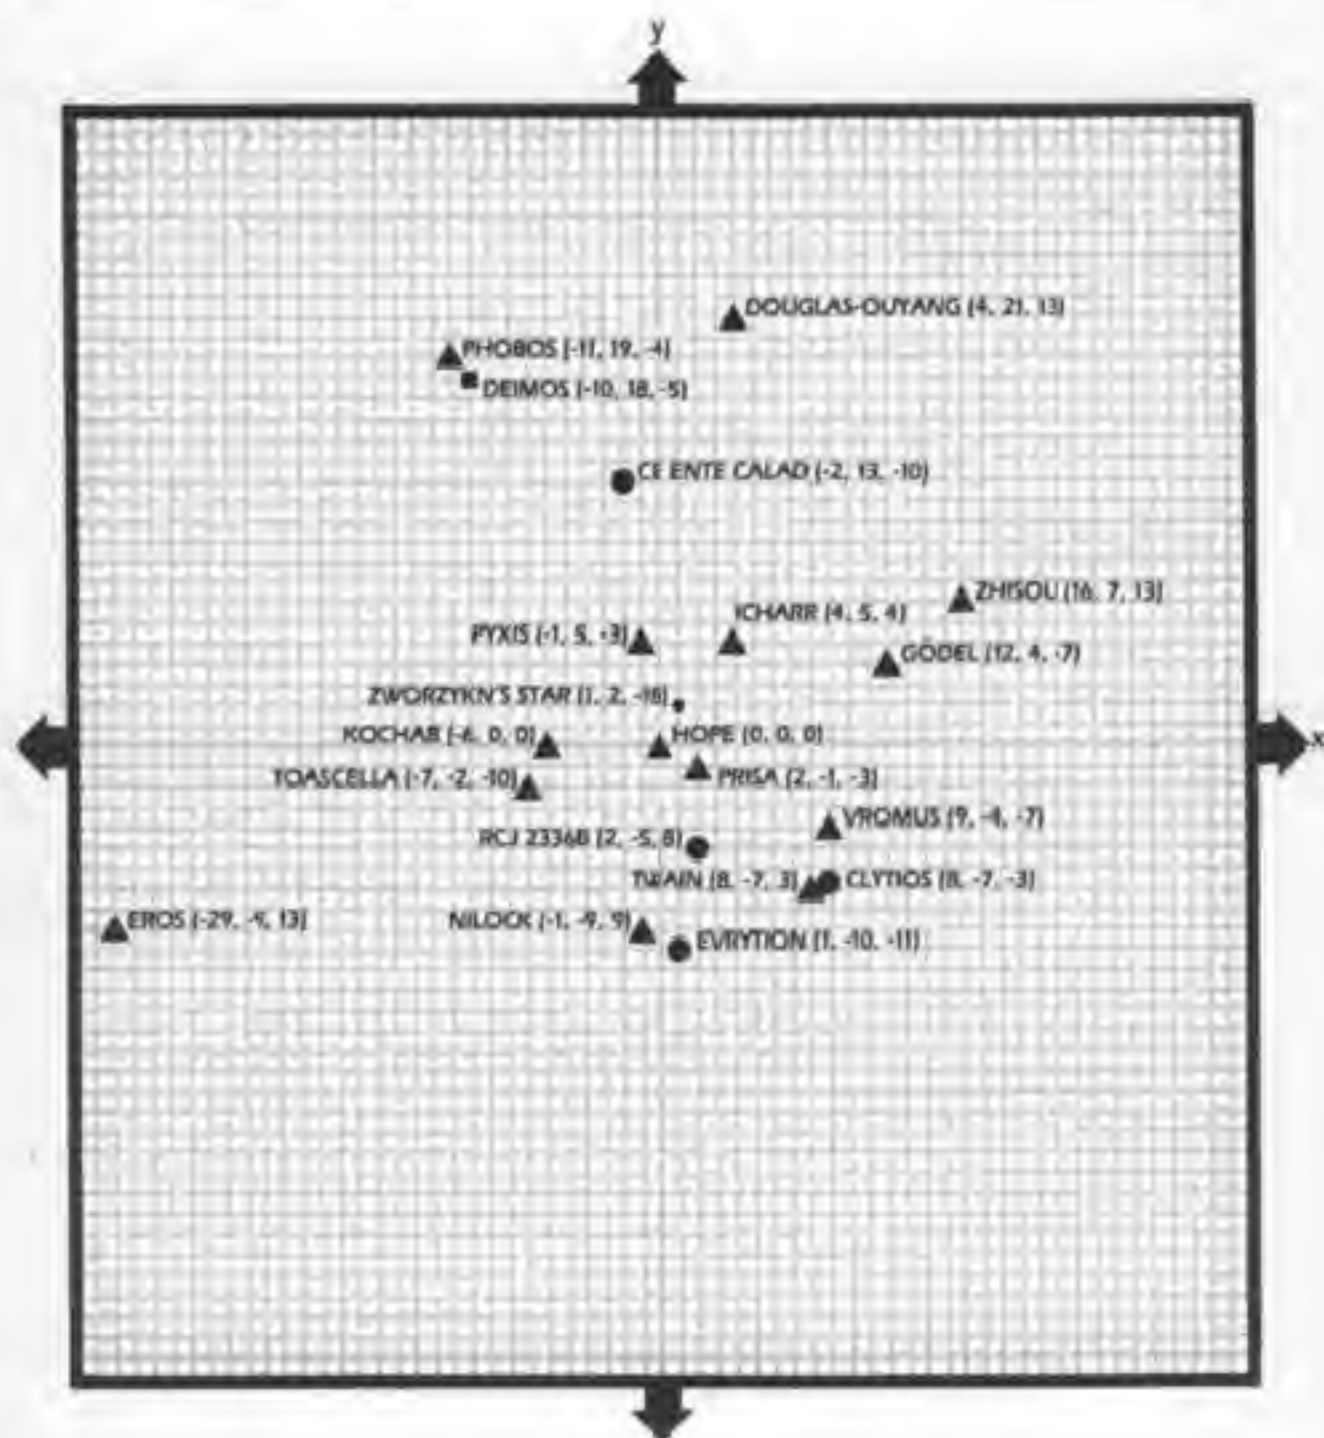 y
DOUGLAS-OUYANG (4, 21, 13)
PHOBOS (-11, 19, -4)
DEIMOS (-10, 18, -5)
CE ENTE CALAD (-2, 13, -10)
ZHISOU (16, 7, 13)
ICHARR (4, 5, 4)
PYXIS (-1, 5, -3)
GÖDEL (12, 4, -7)
ZWORZYKN'S STAR (1, 2, -18)
KOCHAB (-6, 0, 0)
HOPE (0, 0, 0)
x
TOASCELLA (-7, -2, -10)
PRISA (2, -1, -3)
VROMUS (9, -4, -7)
RCJ 2336B (2, -5, 8)
TWAIN (8, -7, 3)
CLYTIOS (8, -7, -3)
EROS (-29, -9, 13)
NILOCK (-1, -9, 9)
EVRYTION (1, -10, -11)